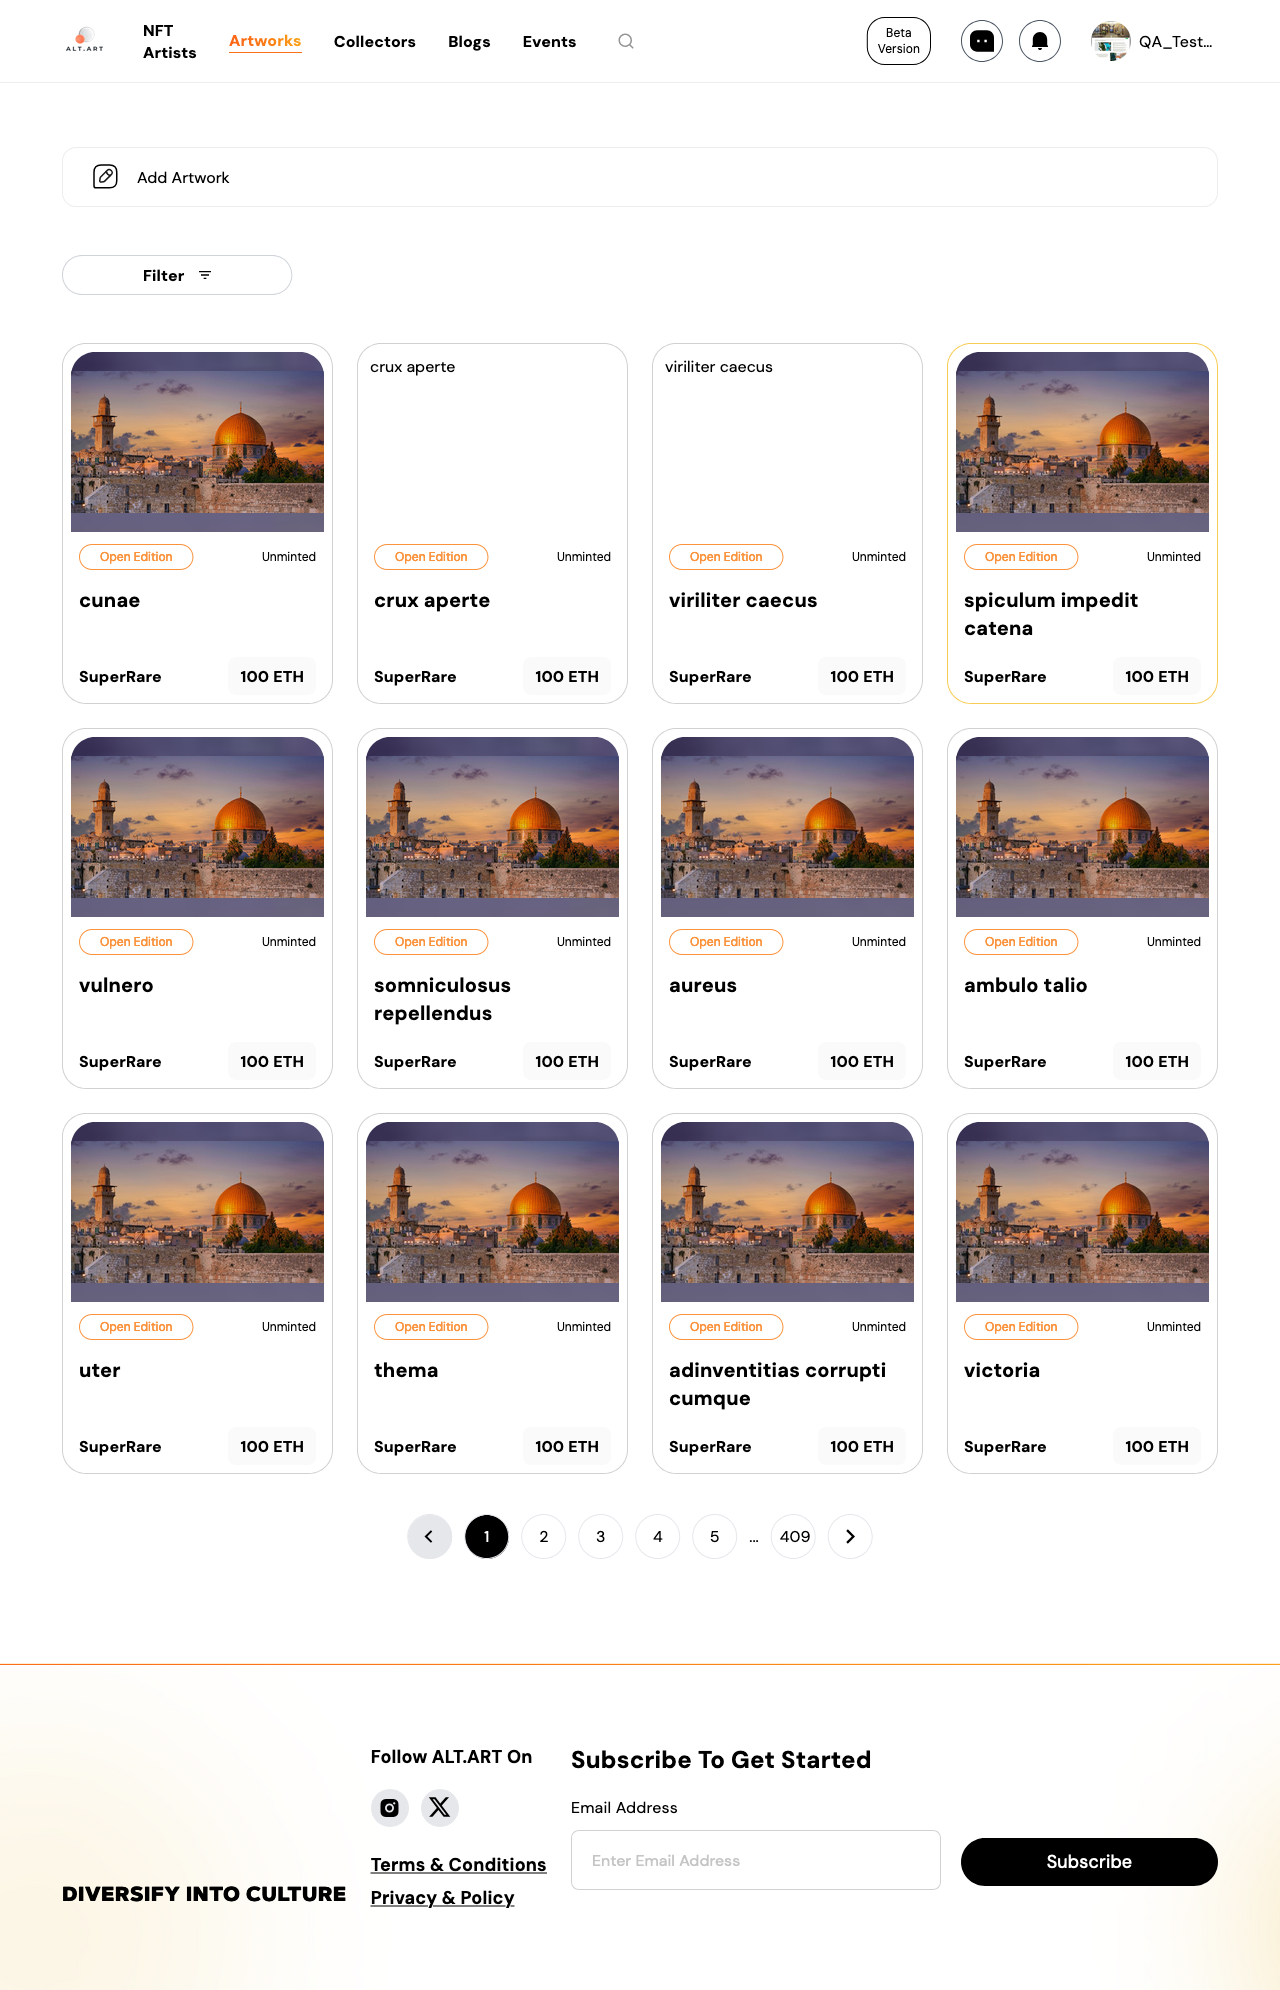 ALT.ART
NFT
Artists
Artworks
Collectors
Blogs
Events
Beta
Version
QA_Test...
Add Artwork
Filter
Open Edition
Unminted
cunae
SuperRare
100 ETH
crux aperte
Open Edition
Unminted
crux aperte
SuperRare
100 ETH
viriliter caecus
Open Edition
Unminted
viriliter caecus
SuperRare
100 ETH
Open Edition
Unminted
spiculum impedit
catena
SuperRare
100 ETH
Open Edition
Unminted
vulnero
SuperRare
100 ETH
Open Edition
Unminted
somniculosus
repellendus
SuperRare
100 ETH
Open Edition
Unminted
aureus
SuperRare
100 ETH
Open Edition
Unminted
ambulo talio
SuperRare
100 ETH
Open Edition
Unminted
uter
SuperRare
100 ETH
Open Edition
Unminted
thema
SuperRare
100 ETH
Open Edition
Unminted
adinventitias corrupti
cumque
SuperRare
100 ETH
Open Edition
Unminted
victoria
SuperRare
100 ETH
1
2
3
4
5
...
409
DIVERSIFY INTO CULTURE
Follow ALT.ART On
Terms & Conditions
Privacy & Policy
Subscribe To Get Started
Email Address
Enter Email Address
Subscribe